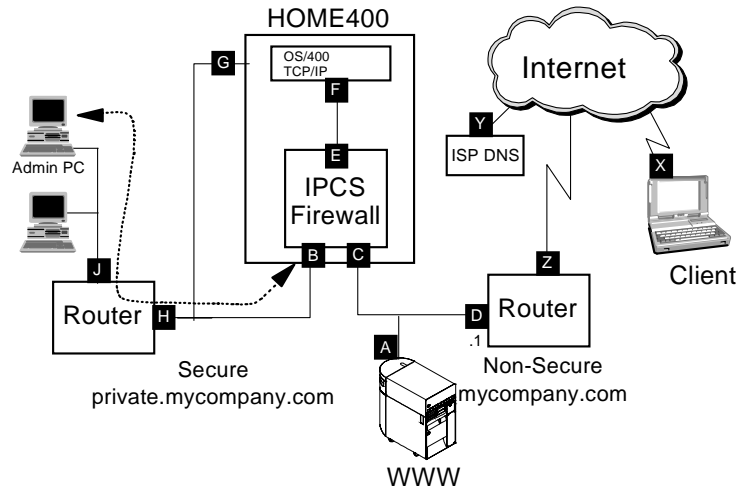 HOME400
G
OS/400
TCP/IP
F
Internet
Y
ISP DNS
X
Admin PC
E
IPCS
Firewall
B
C
Z
Client
J
Router
H
D
Router
.1
A
Secure
private.mycompany.com
Non-Secure
mycompany.com
WWW